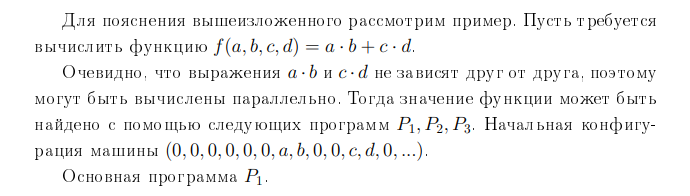 Для пояснения вышеизложенного рассмотрим пример. Пусть требуется
вычислить функцию f(a, b, c, d) = a · b + c · d.
Очевидно, что выражения a · b и c · d не зависят друг от друга, поэтому
могут быть вычислены параллельно. Тогда значение функции может быть
найдено с помощью следующих программ P₁, P₂, P₃. Начальная конфигу-
рация машины (0, 0, 0, 0, 0, 0, a, b, 0, 0, c, d, 0, ...).
Основная программа P₁.